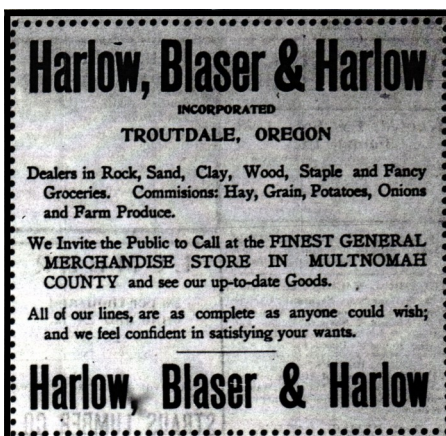 Harlow, Blaser & Harlow
INCORPORATED
TROUTDALE, OREGON
Dealers in Rock, Sand, Clay, Wood, Staple and Fancy
Groceries. Commisions: Hay, Grain, Potatoes, Onions
and Farm Produce.
We Invite the Public to Call at the FINEST GENERAL
MERCHANDISE STORE IN MULTNOMAH
COUNTY and see our up-to-date Goods.
All of our lines, are as complete as anyone could wish;
and we feel confident in satisfying your wants.
Harlow, Blaser & Harlow